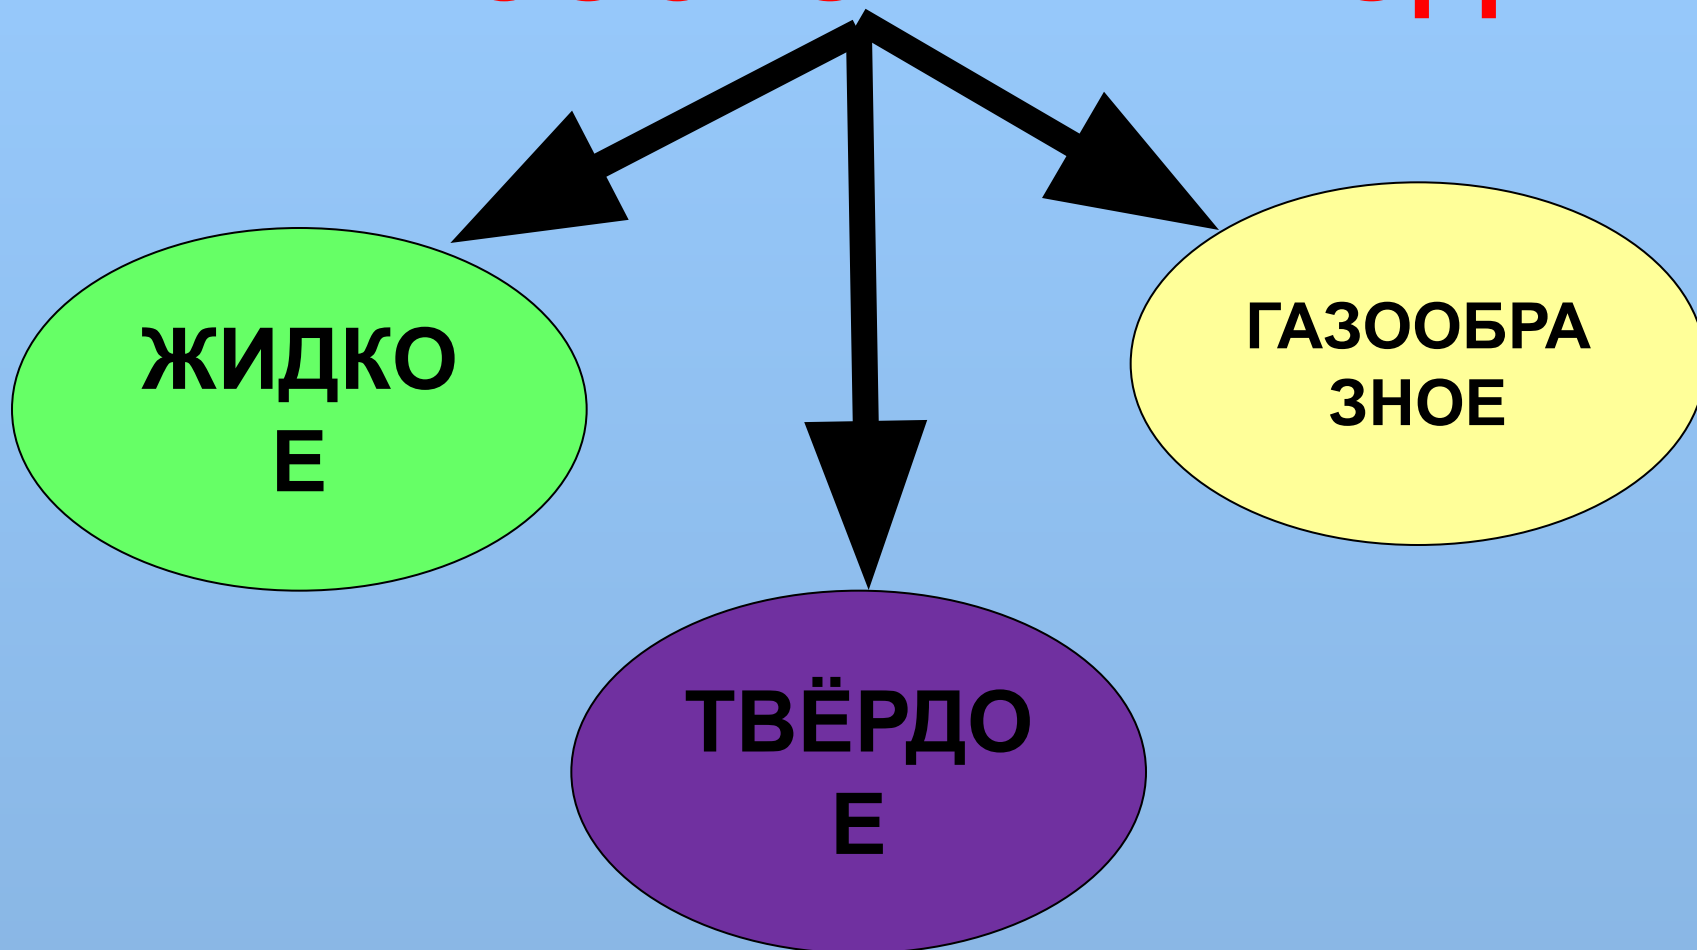 ЖИДКО
Е
ГАЗООБРА
ЗНОЕ
ТВЁРДО
Е